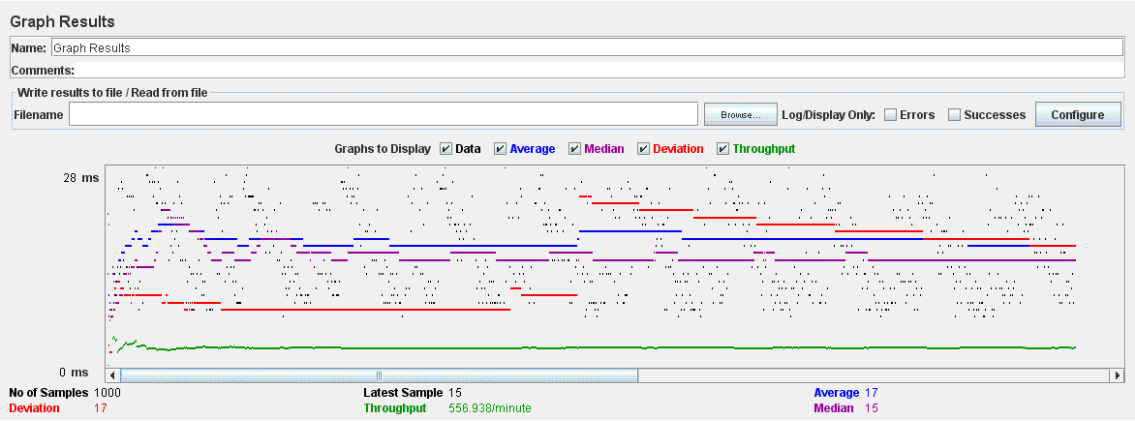 Graph Results
Name: Graph Results
Comments:
Write results to file / Read from file
Filename Browse... Log/Display Only: Errors Successes Configure
Graphs to Display Data Average Median Deviation Throughput
28 ms
0 ms
No of Samples 1000 Latest Sample 15 Average 17
Deviation 17 Throughput 556.938/minute Median 15